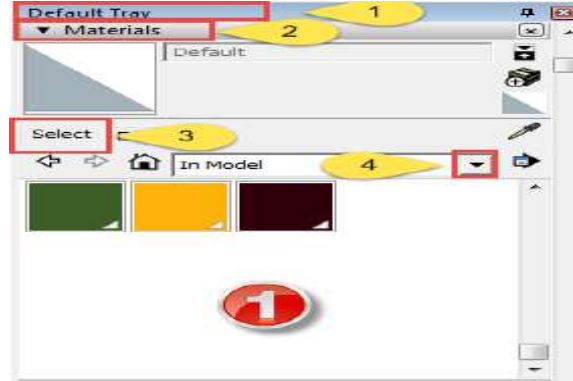 Default Tray
1
Materials
2
Default
Select
3
In Model
4
1